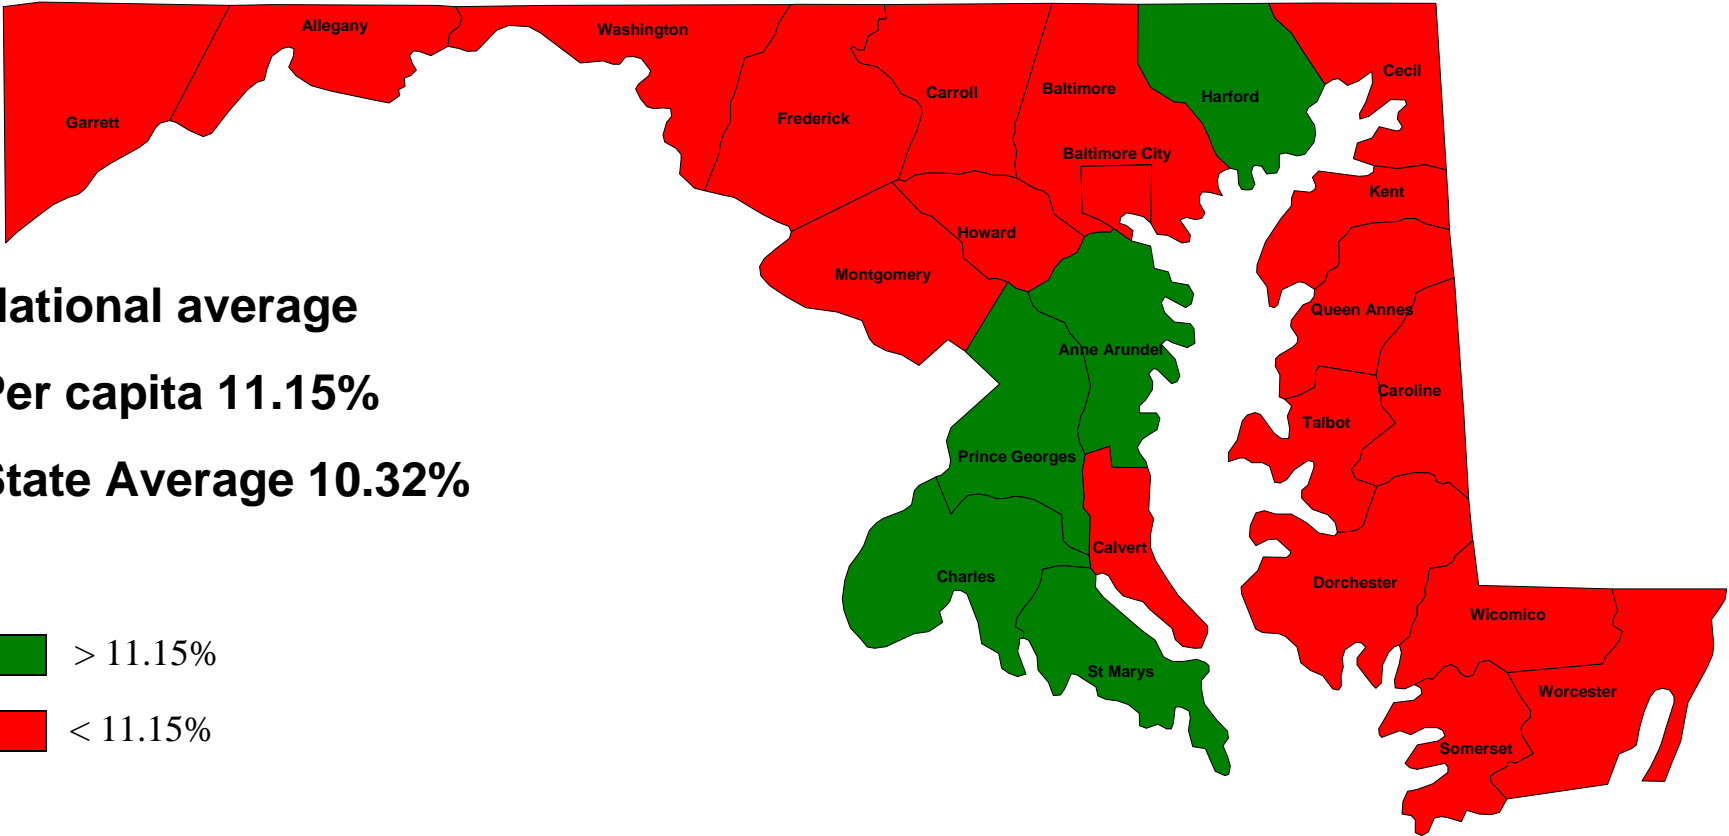 Allegany
Washington
Garrett
Frederick
Carroll
Baltimore
Harford
Cecil
Baltimore City
Kent
Howard
Montgomery
Queen Annes
Anne Arundel
Caroline
Talbot
Prince Georges
Calvert
Charles
Dorchester
Wicomico
St Marys
Worcester
Somerset
National average
Per capita 11.15%
State Average 10.32%
> 11.15%
< 11.15%